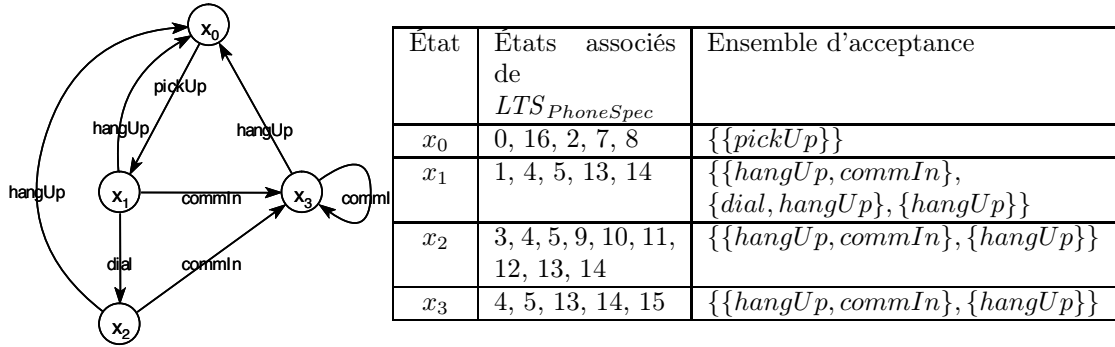 x0
pickUp
hangUp
hangUp
hangUp
x1
commIn
x3
commI
dial
commIn
x2
État
États associés
de
LTS PhoneSpec
Ensemble d'acceptance
x0
0, 16, 2, 7, 8
{{pickUp}}
x1
1, 4, 5, 13, 14
{{hangUp, commIn},
{dial, hangUp}, {hangUp}}
x2
3, 4, 5, 9, 10, 11,
12, 13, 14
{{hangUp, commIn}, {hangUp}}
x3
4, 5, 13, 14, 15
{{hangUp, commIn}, {hangUp}}